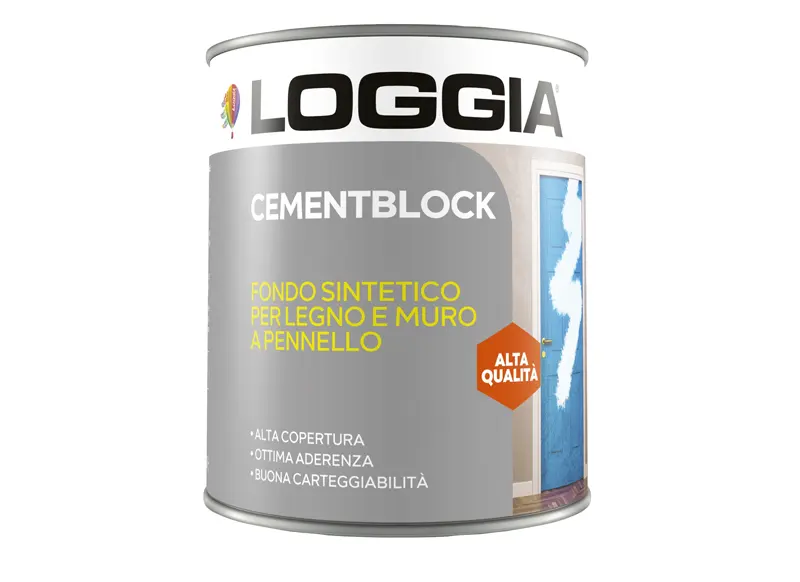 LOGGIA
CEMENTBLOCK
FONDO SINTETICO
PER LEGNO E MURO
A PENNELLO
ALTA
QUALITÀ
• ALTA COPERTURA
• OTTIMA ADERENZA
• BUONA CARTEGGIABILITÀ